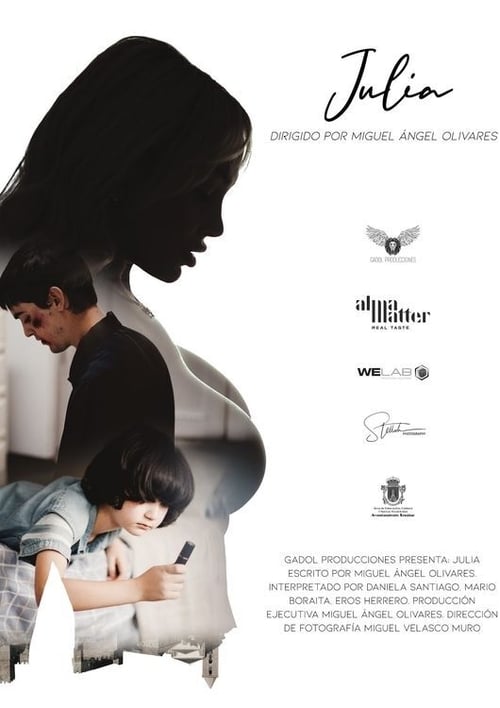 Julia
DIRIGIDO POR MIGUEL ÁNGEL OLIVARES
GADOL PRODUCCIONES
alma
matter
REAL TASTE
WELAB
PHOTOGRAPHY
GADOL PRODUCCIONES PRESENTA: JULIA
ESCRITO POR MIGUEL ÁNGEL OLIVARES.
INTERPRETADO POR DANIELA SANTIAGO. MARIO
BORAITA. EROS HERRERO. PRODUCCIÓN
EJECUTIVA MIGUEL ÁNGEL OLIVARES. DIRECCIÓN
DE FOTOGRAFÍA MIGUEL VELASCO MURO